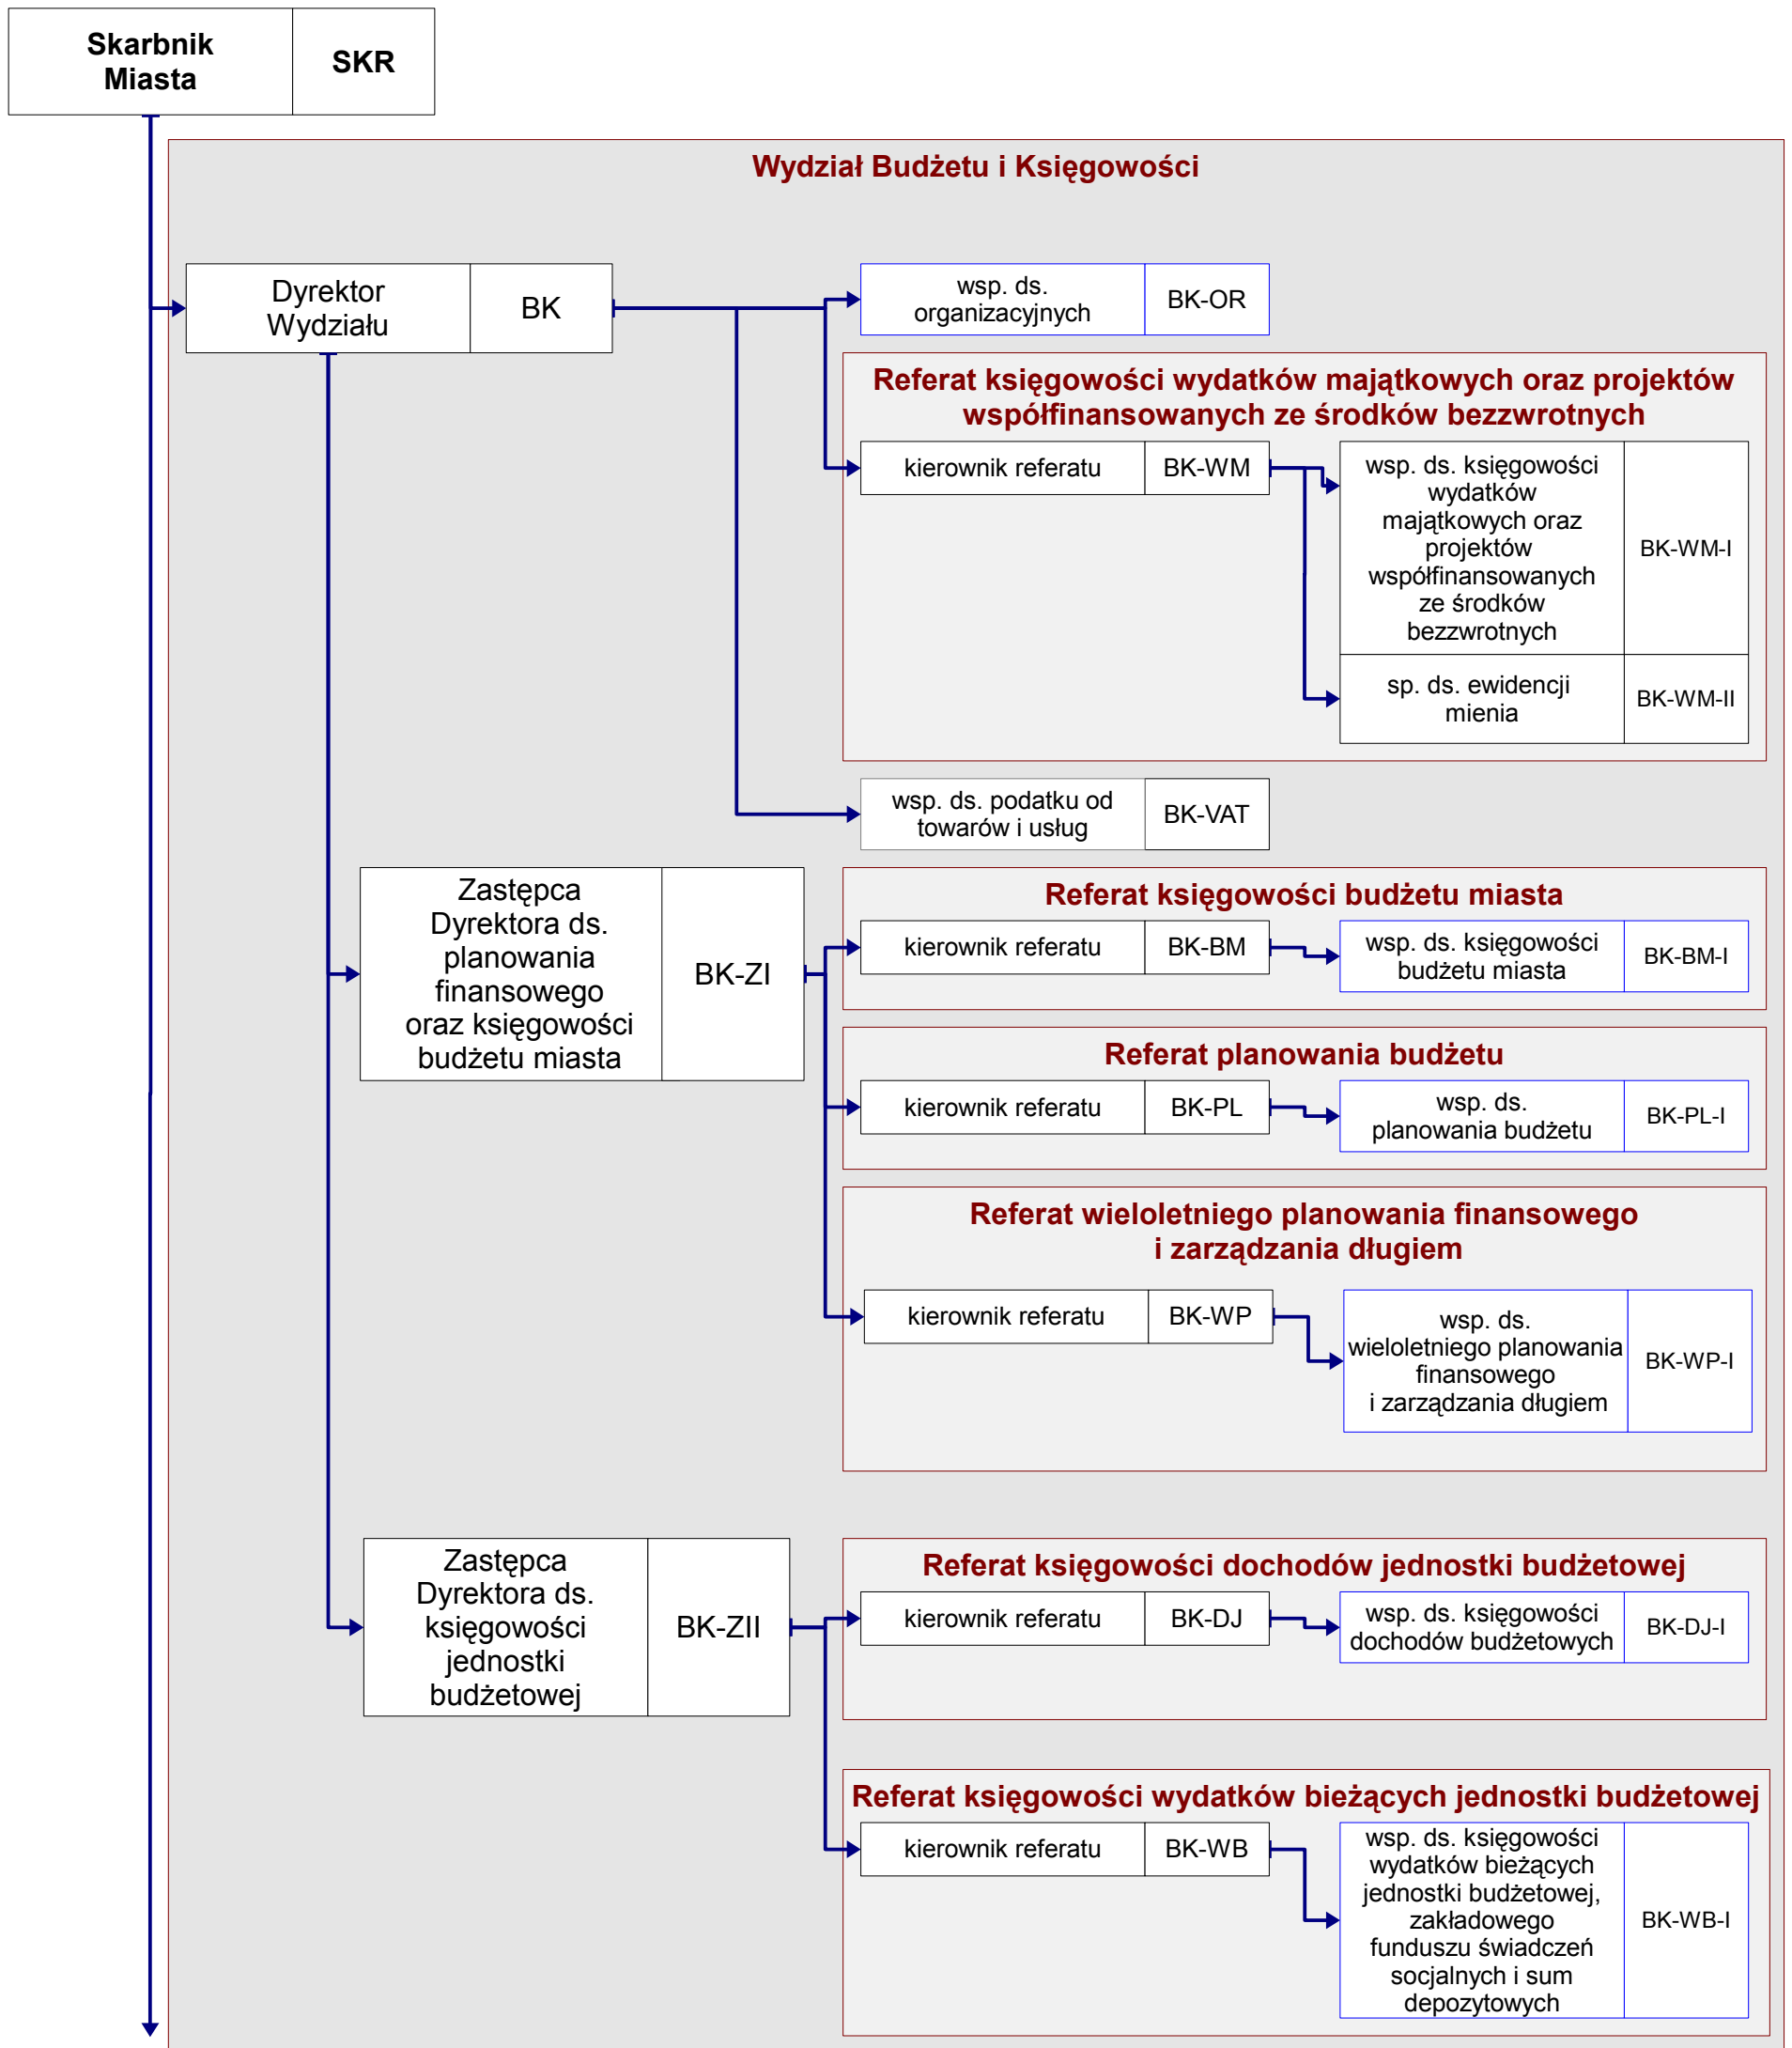 Skarbnik
Miasta
SKR
Wydział Budżetu i Księgowości
Dyrektor
Wydziału
BK
wsp. ds.
organizacyjnych
BK-OR
Referat księgowości wydatków majątkowych oraz projektów
współfinansowanych ze środków bezzwrotnych
kierownik referatu
BK-WM
wsp. ds. księgowości
wydatków
majątkowych oraz
projektów
współfinansowanych
ze środków
bezzwrotnych
BK-WM-I
sp. ds. ewidencji
mienia
BK-WM-II
wsp. ds. podatku od
towarów i usług
BK-VAT
Zastępca
Dyrektora ds.
planowania
finansowego
oraz księgowości
budżetu miasta
BK-ZI
Referat księgowości budżetu miasta
kierownik referatu
BK-BM
wsp. ds. księgowości
budżetu miasta
BK-BM-I
Referat planowania budżetu
kierownik referatu
BK-PL
wsp. ds.
planowania budżetu
BK-PL-I
Referat wieloletniego planowania finansowego
i zarządzania długiem
kierownik referatu
BK-WP
wsp. ds.
wieloletniego planowania
finansowego
i zarządzania długiem
BK-WP-I
Zastępca
Dyrektora ds.
księgowości
jednostki
budżetowej
BK-ZII
Referat księgowości dochodów jednostki budżetowej
kierownik referatu
BK-DJ
wsp. ds. księgowości
dochodów budżetowych
BK-DJ-I
Referat księgowości wydatków bieżących jednostki budżetowej
kierownik referatu
BK-WB
wsp. ds. księgowości
wydatków bieżących
jednostki budżetowej,
zakładowego
funduszu świadczeń
socjalnych i sum
depozytowych
BK-WB-I